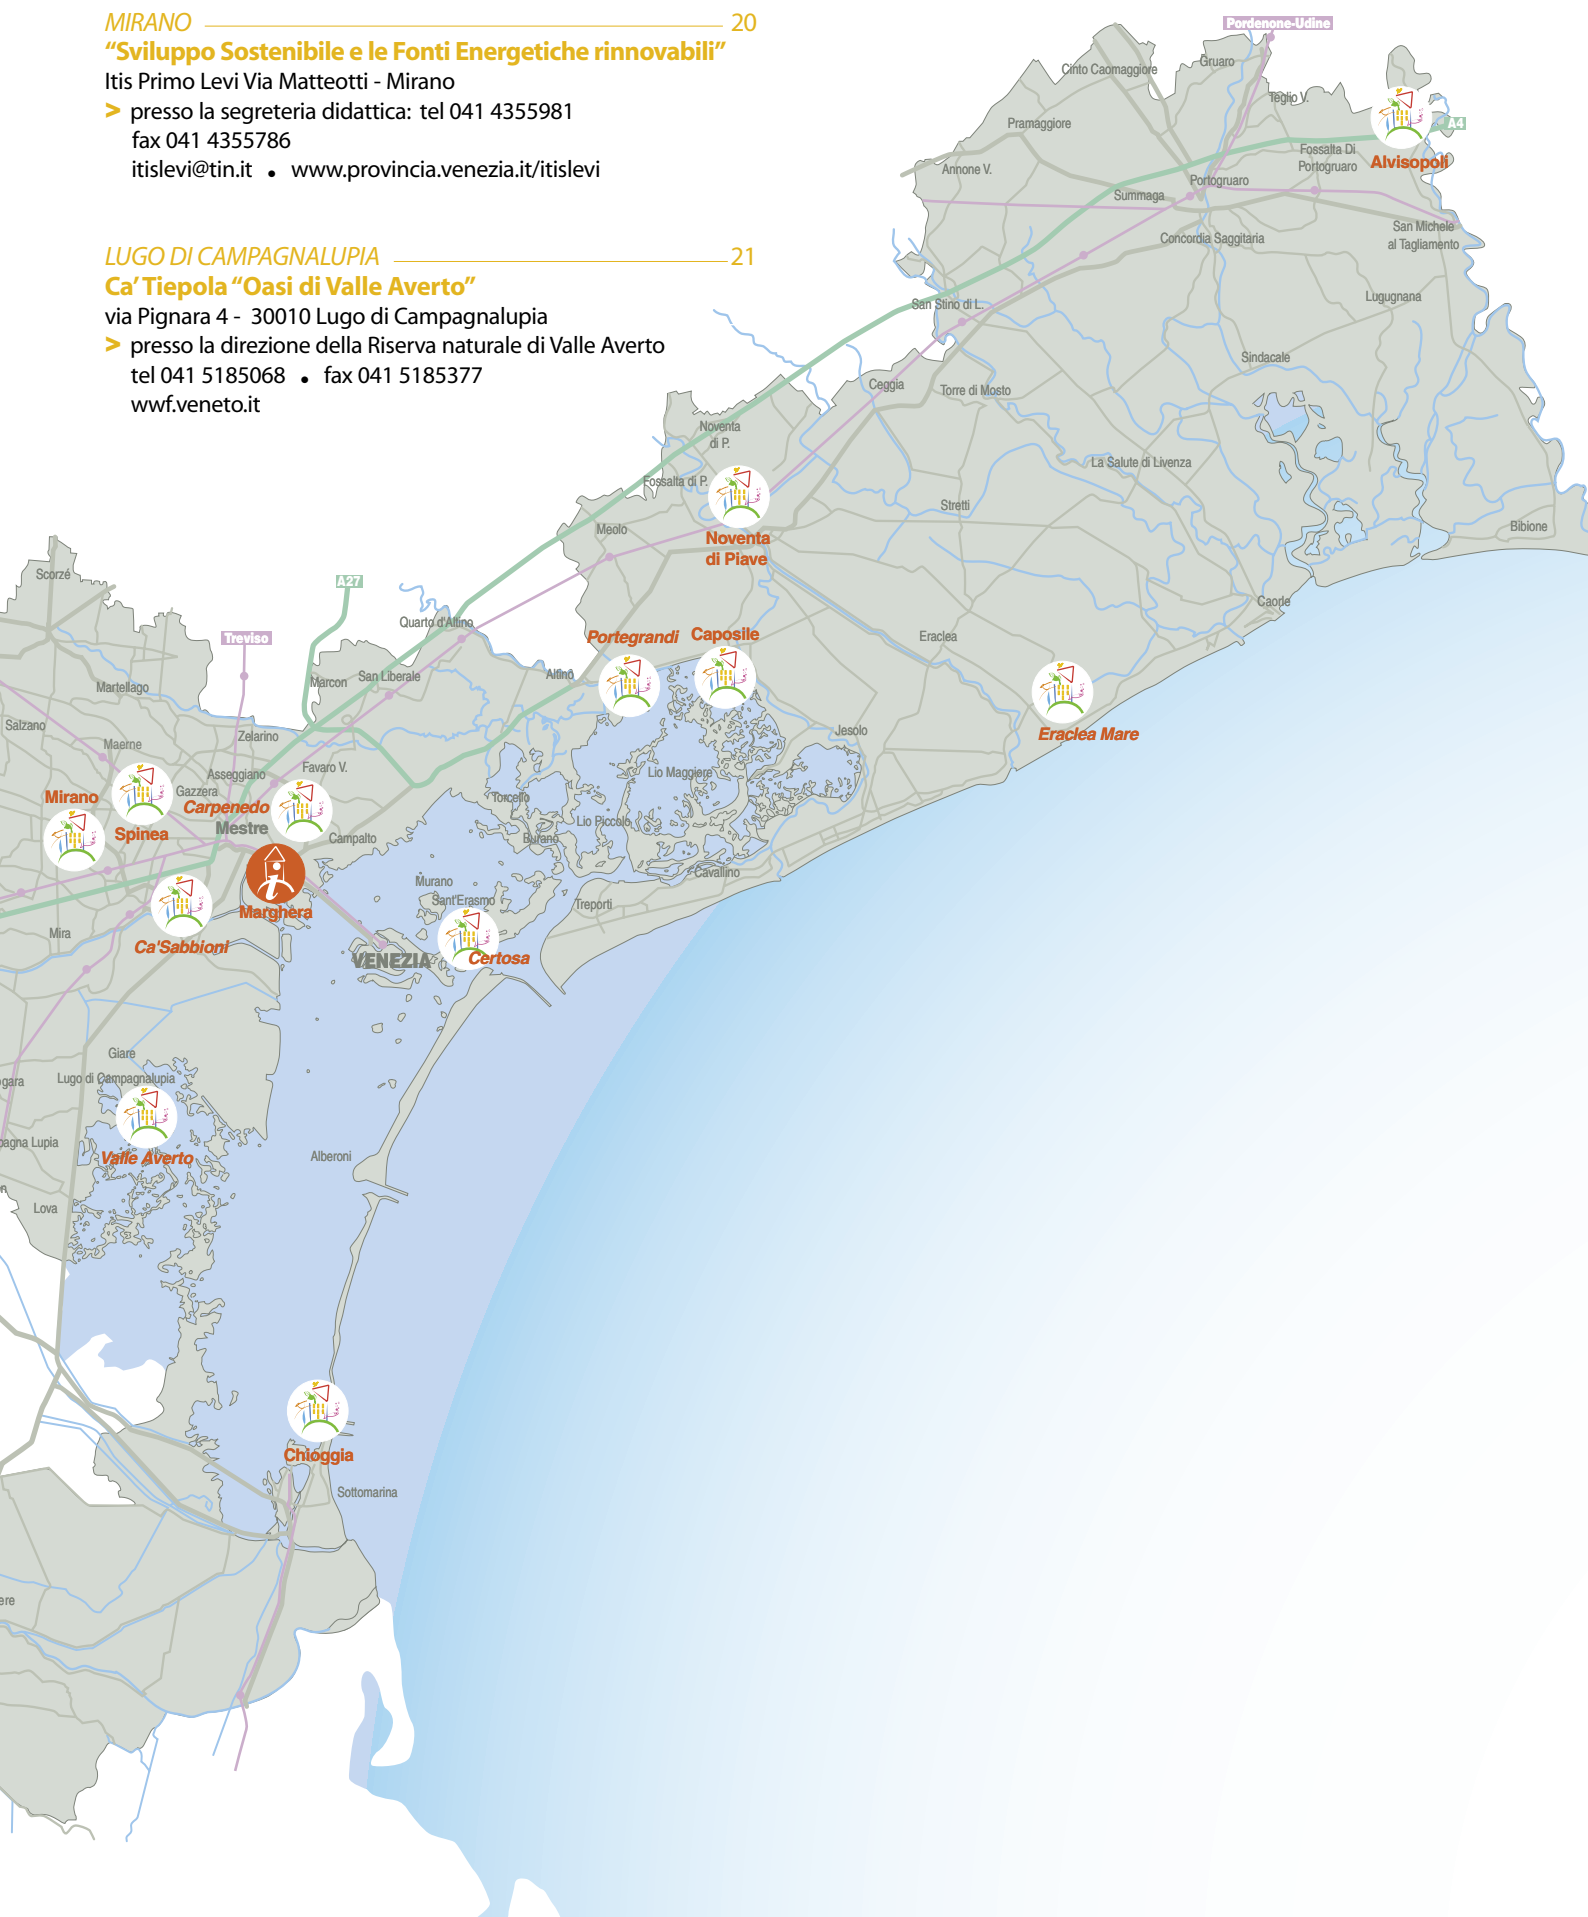 MIRANO 20
“Sviluppo Sostenibile e le Fonti Energetiche rinnovabili”
Itis Primo Levi Via Matteotti - Mirano
> presso la segreteria didattica: tel 041 4355981
fax 041 4355786
itislevi@tin.it • www.provincia.venezia.it/itislevi
LUGO DI CAMPAGNALUPIA 21
Ca’ Tiepola “Oasi di Valle Averto”
via Pignara 4 - 30010 Lugo di Campagnalupia
> presso la direzione della Riserva naturale di Valle Averto
tel 041 5185068 • fax 041 5185377
wwf.veneto.it
Pordenone-Udine
Cinto Caomaggiore
Gruaro
Teglio V.
Pramaggiore
A4
Fossalta Di
Portogruaro
Alvisopoli
Annone V.
Portogruaro
Summaga
San Michele
al Tagliamento
Concordia Saggitaria
Lugugnana
San Stino di L.
Sindacale
Ceggia
Torre di Mosto
Noventa
di P.
La Salute di Livenza
Fossalta di P.
Stretti
Bibione
Meolo
Noventa
di Piave
Scorzé
A27
Caorle
Quarto d'Altino
Treviso
Portegrandi
Caposile
Eraclea
Altino
San Liberale
Marcon
Martellago
Salzano
Jesolo
Eraclea Mare
Zelarino
Maerne
Favaro V.
Asseggiano
Lio Maggiore
Gazzera
Mirano
Carpenedo
Torcello
Spinea
Mestre
Lio Piccolo
Campalto
Burano
Cavallino
Murano
Sant'Erasmo
Treporti
Marghera
Mira
Ca'Sabbioni
VENEZIA
Certosa
Giare
gara
Lugo di Campagnalupia
pagna Lupia
Alberoni
Valle Averto
Lova
Chioggia
Sottomarina
ere